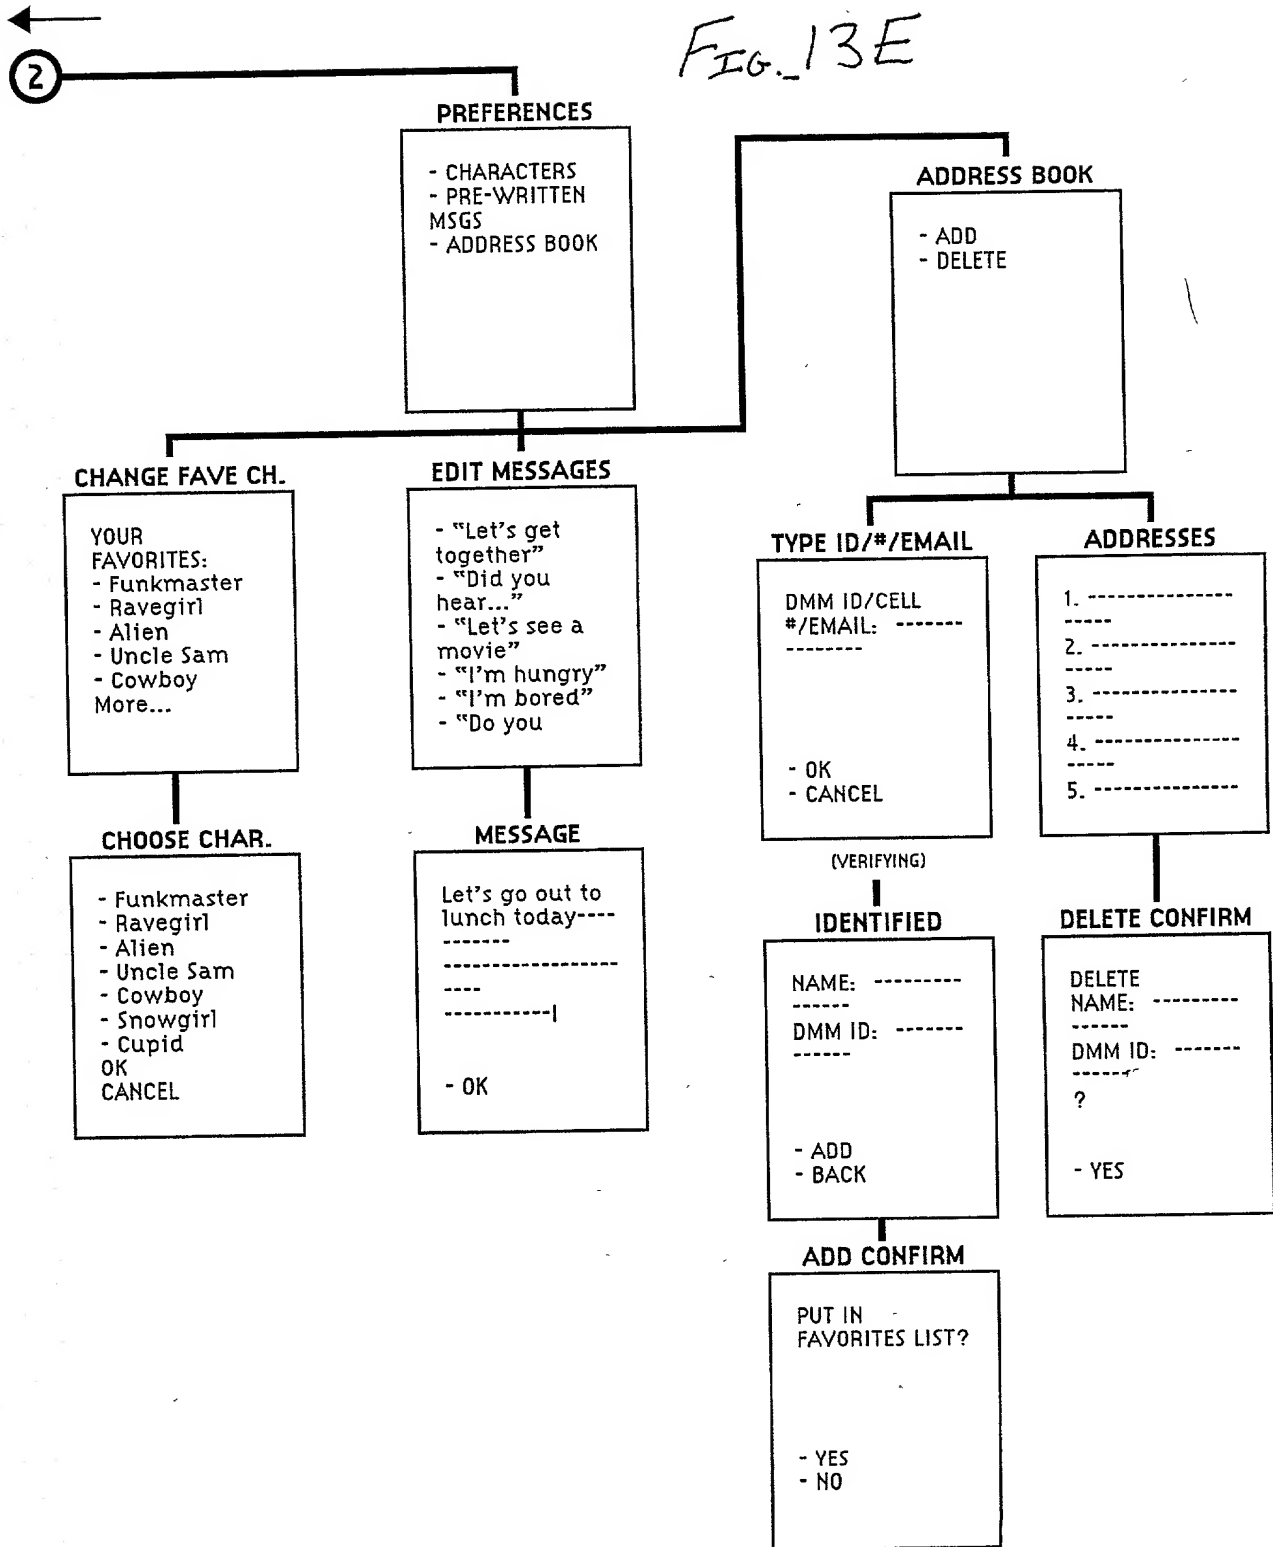 FIG._13E
2
PREFERENCES
- CHARACTERS
- PRE-WRITTEN
MSGS
- ADDRESS BOOK
ADDRESS BOOK
- ADD
- DELETE
CHANGE FAVE CH.
YOUR
FAVORITES:
- Funkmaster
- Ravegirl
- Alien
- Uncle Sam
- Cowboy
More...
EDIT MESSAGES
- "Let's get
together"
- "Did you
hear..."
- "Let's see a
movie"
- "I'm hungry"
- "I'm bored"
- "Do you
TYPE ID/#/EMAIL
DMM ID/CELL
#/EMAIL: -------
--------
- OK
- CANCEL
(VERIFYING)
ADDRESSES
1. ---------------
-----
2. ---------------
-----
3. ---------------
-----
4. ---------------
-----
5. ---------------
CHOOSE CHAR.
- Funkmaster
- Ravegirl
- Alien
- Uncle Sam
- Cowboy
- Snowgirl
- Cupid
OK
CANCEL
MESSAGE
Let's go out to
lunch today----
-------
------------------
----
-----------|
- OK
IDENTIFIED
NAME: ---------
------
DMM ID: -------
------
- ADD
- BACK
DELETE CONFIRM
DELETE
NAME: ---------
------
DMM ID: -------
------
?
- YES
ADD CONFIRM
PUT IN
FAVORITES LIST?
- YES
- NO